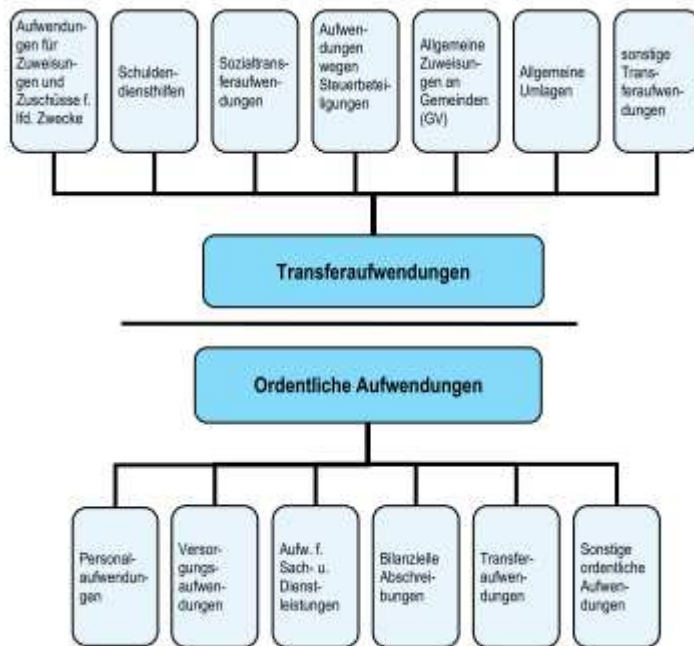 Aufwendun-
gen für
Zuweisun-
gen und
Zuschüsse f.
lfd. Zwecke
Schulden-
diensthilfen
Sozialtrans-
feraufwen-
dungen
Aufwen-
dungen
wegen
Steuerbetei-
ligungen
Allgemeine
Zuweisun-
gen an
Gemeinden
(GV)
Allgemeine
Umlagen
sonstige
Trans-
feraufwen-
dungen
Transferaufwendungen
Ordentliche Aufwendungen
Personal-
aufwendun-
gen
Versor-
gungs-
aufwen-
dungen
Aufw. f.
Sach- u.
Dienst-
leistungen
Bilanzielle
Abschrei-
bungen
Transfer-
aufwen-
dungen
Sonstige
ordentliche
Aufwen-
dungen